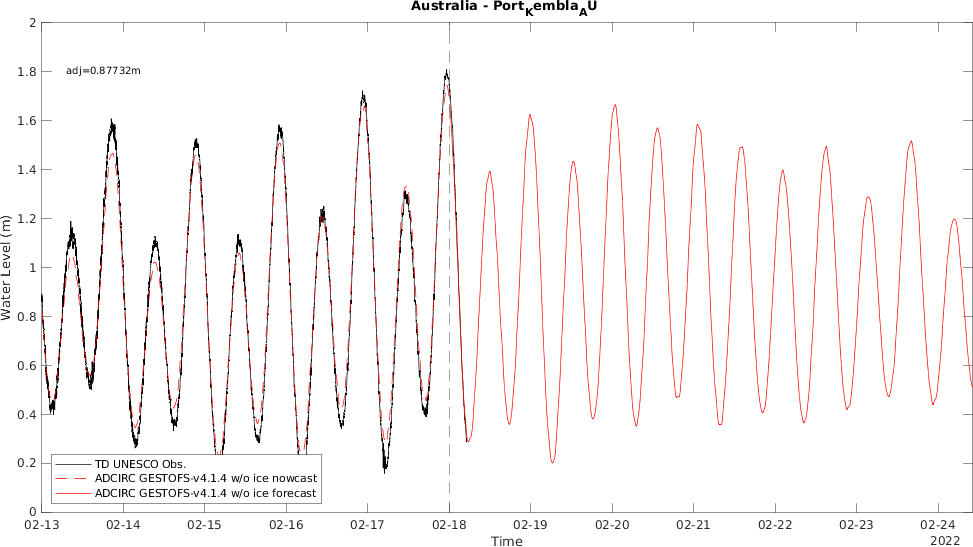 Australia - Port_Kembla_AU
2
1.8
1.6
1.4
1.2
1
0.8
0.6
0.4
0.2
0
Water Level (m)
adj=0.87732m
TD UNESCO Obs.
ADCIRC GESTOFS-v4.1.4 w/o ice nowcast
ADCIRC GESTOFS-v4.1.4 w/o ice forecast
02-13 02-14 02-15 02-16 02-17 02-18 02-19 02-20 02-21 02-22 02-23 02-24
Time
2022